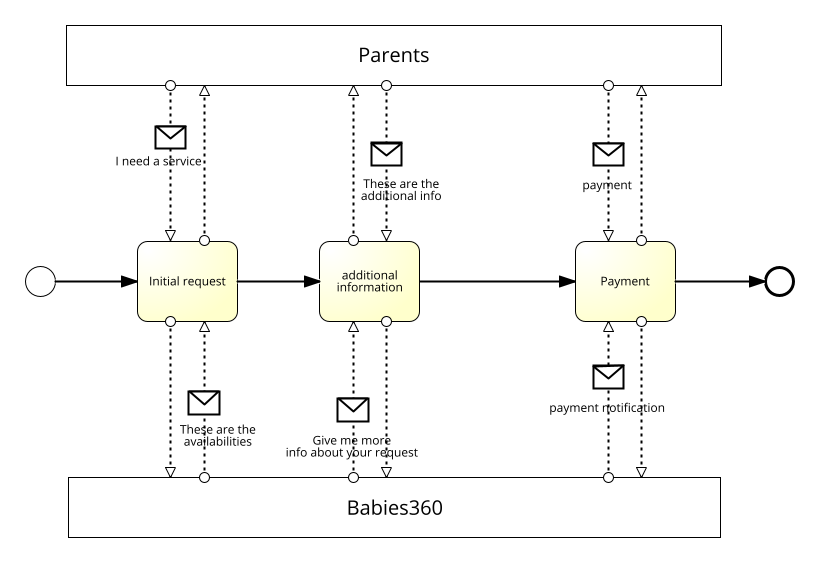 Parents
I need a service
These are the
additional info
payment
Initial request
additional
information
Payment
These are the
availabilities
Give me more
info about your request
payment notification
Babies360